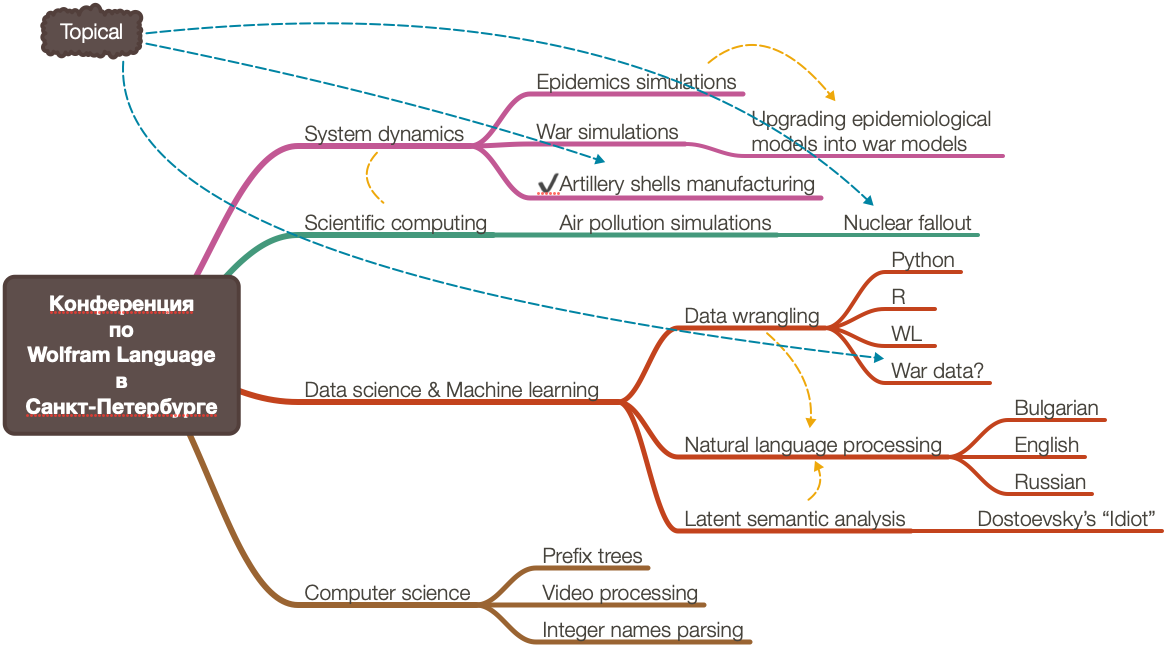 Topical
Epidemics simulations
Upgrading epidemiological
models into war models
System dynamics
War simulations
✔Artillery shells manufacturing
Scientific computing
Air pollution simulations
Nuclear fallout
Конференция
по
Wolfram Language
в
Санкт-Петербурге
Data science & Machine learning
Data wrangling
Python
R
WL
War data?
Natural language processing
Bulgarian
English
Russian
Latent semantic analysis
Dostoevsky’s “Idiot”
Computer science
Prefix trees
Video processing
Integer names parsing